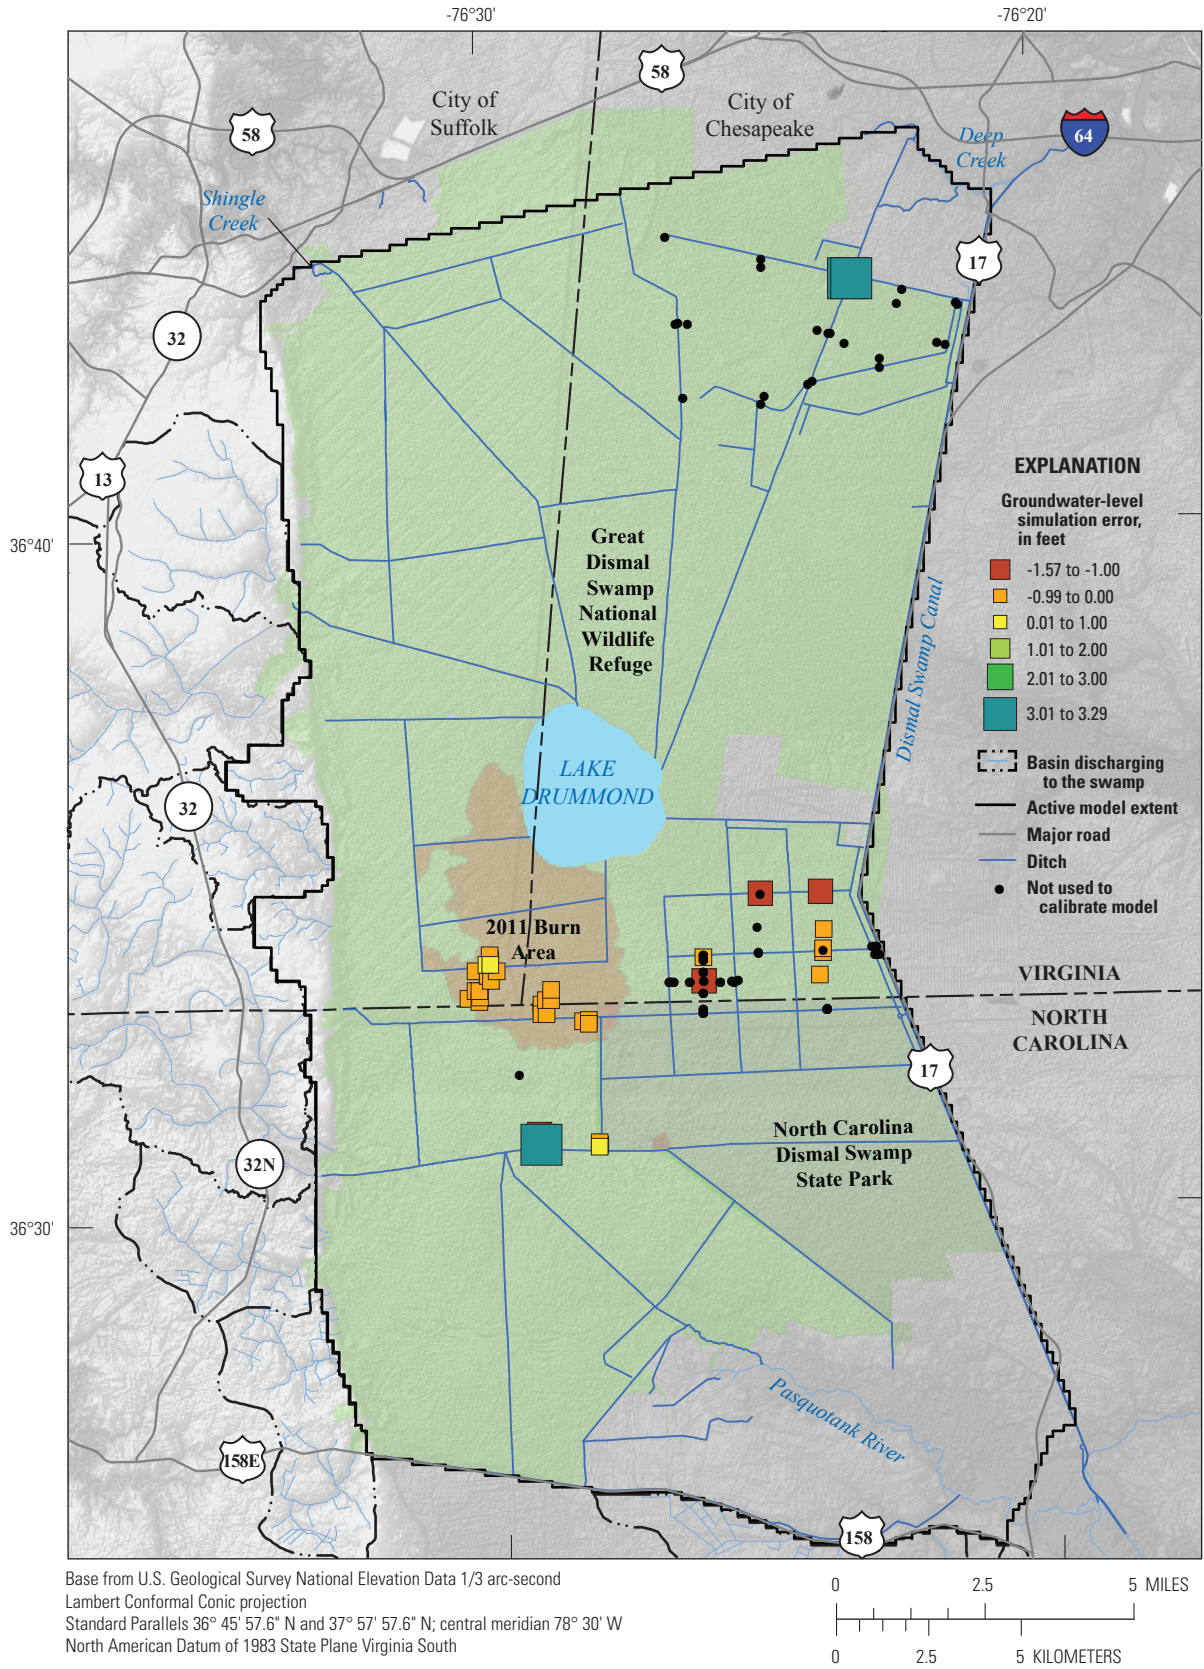 -76°30'
-76°20'
58
City of
Suffolk
58
City of
Chesapeake
Deep
Creek
64
Shingle
Creek
17
32
13
36°40'
Great
Dismal
Swamp
National
Wildlife
Refuge
Dismal Swamp Canal
EXPLANATION
Groundwater-level
simulation error,
in feet
-1.57 to -1.00
-0.99 to 0.00
0.01 to 1.00
1.01 to 2.00
2.01 to 3.00
3.01 to 3.29
Basin discharging
to the swamp
Active model extent
Major road
Ditch
Not used to
calibrate model
LAKE
DRUMMOND
32
2011 Burn
Area
VIRGINIA
NORTH
CAROLINA
17
North Carolina
Dismal Swamp
State Park
32N
36°30'
Pasquotank River
158E
158
Base from U.S. Geological Survey National Elevation Data 1/3 arc-second
Lambert Conformal Conic projection
Standard Parallels 36° 45' 57.6" N and 37° 57' 57.6" N; central meridian 78° 30' W
North American Datum of 1983 State Plane Virginia South
0 2.5 5 MILES
0 2.5 5 KILOMETERS